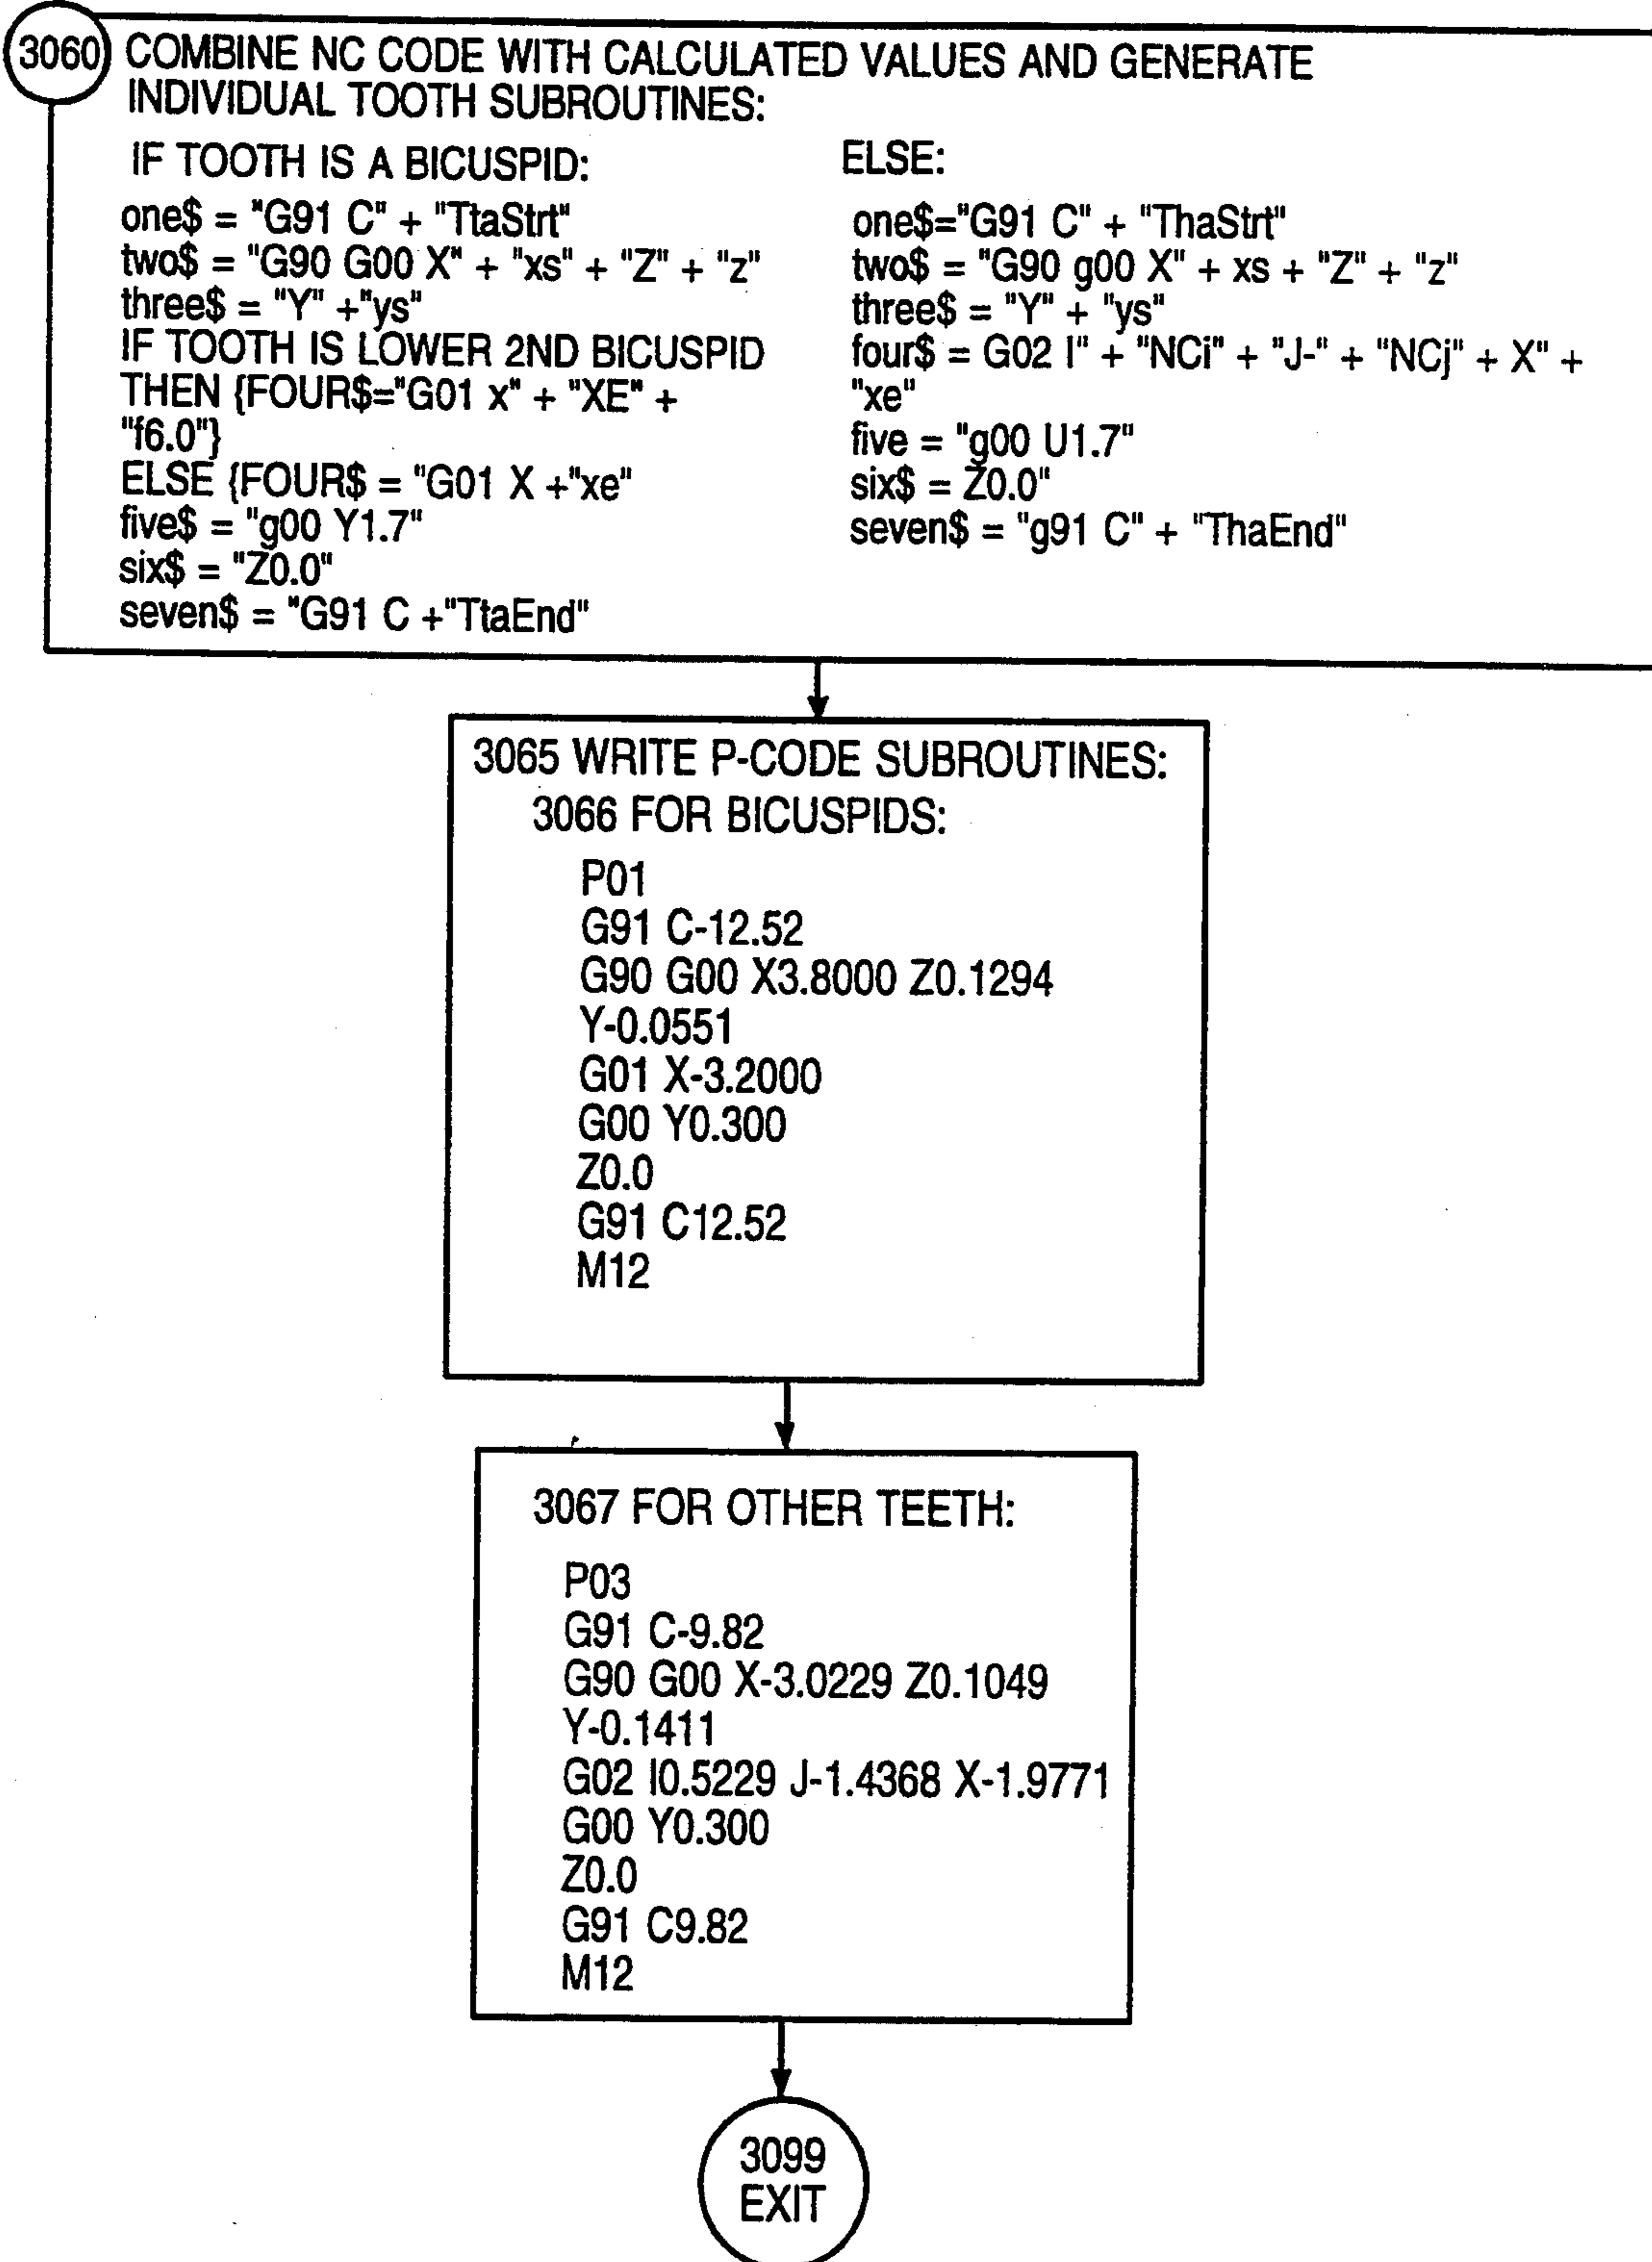 3060
COMBINE NC CODE WITH CALCULATED VALUES AND GENERATE
INDIVIDUAL TOOTH SUBROUTINES:
IF TOOTH IS A BICUSPID:
one$ = "G91 C" + "TtaStrt"
two$ = "G90 G00 X" + "xs" + "Z" + "z"
three$ = "Y" +"ys"
IF TOOTH IS LOWER 2ND BICUSPID
THEN {FOUR$="G01 x" + "XE" +
"f6.0"}
ELSE {FOUR$ = "G01 X +"xe"
five$ = "g00 Y1.7"
six$ = "Z0.0"
seven$ = "G91 C +"TtaEnd"
ELSE:
one$="G91 C" + "ThaStrt"
two$ = "G90 g00 X" + xs + "Z" + "z"
three$ = "Y" + "ys"
four$ = G02 I" + "NCi" + "J-" + "NCj" + X" +
"xe"
five = "g00 U1.7"
six$ = Z0.0"
seven$ = "g91 C" + "ThaEnd"
3065 WRITE P-CODE SUBROUTINES:
3066 FOR BICUSPIDS:
P01
G91 C-12.52
G90 G00 X3.8000 Z0.1294
Y-0.0551
G01 X-3.2000
G00 Y0.300
Z0.0
G91 C12.52
M12
3067 FOR OTHER TEETH:
P03
G91 C-9.82
G90 G00 X-3.0229 Z0.1049
Y-0.1411
G02 I0.5229 J-1.4368 X-1.9771
G00 Y0.300
Z0.0
G91 C9.82
M12
3099
EXIT